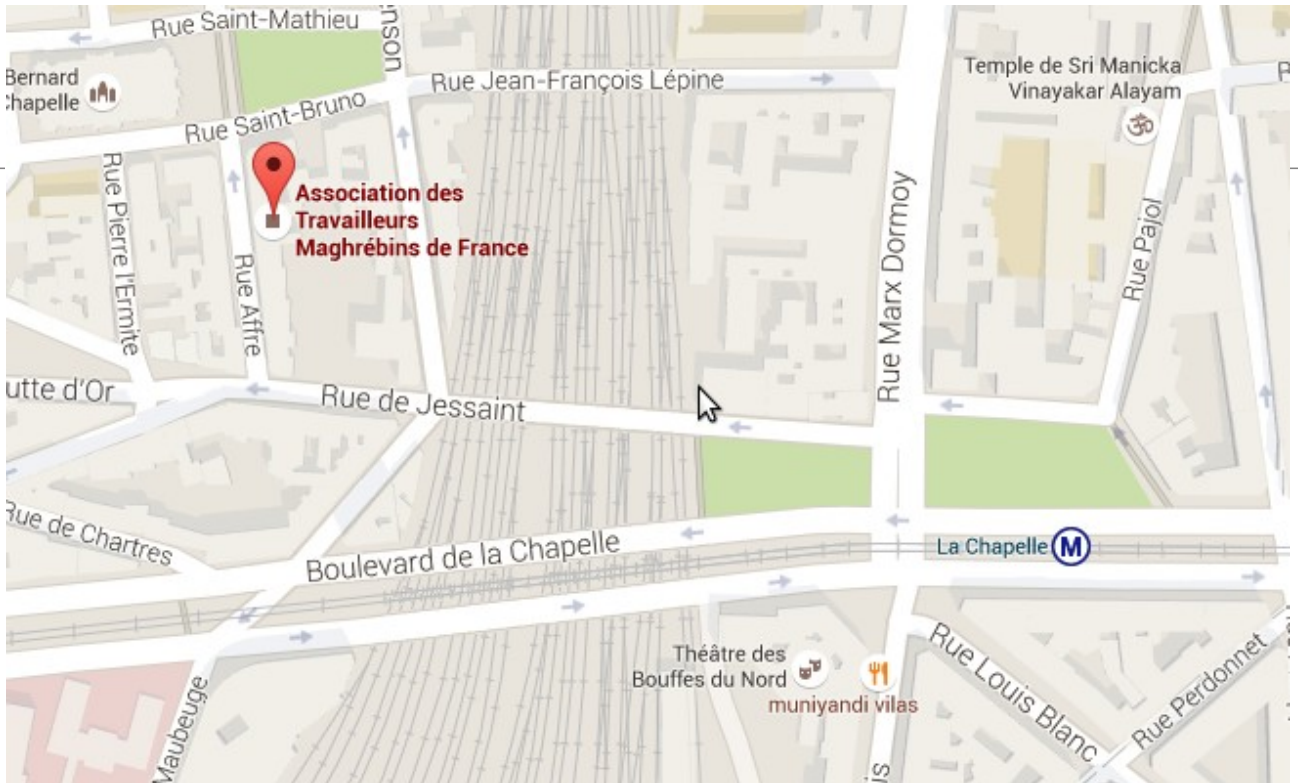 Rue Saint-Mathieu
enson
Bernard
Chapelle
Rue Jean-François Lépine
Temple de Sri Manicka
Vinayakar Alayam
Rue Saint-Bruno
Rue Pierre l'Ermite
Association des
Travailleurs
Maghrébins de France
Rue Affre
Rue Marx Dormoy
Rue Pajol
utte d'Or
Rue de Jessaint
Rue de Chartres
Boulevard de la Chapelle
La Chapelle M
Théâtre des
Bouffes du Nord
muniyandi vilas
Rue Louis Blanc
Rue Perdonnet
Maubeuge